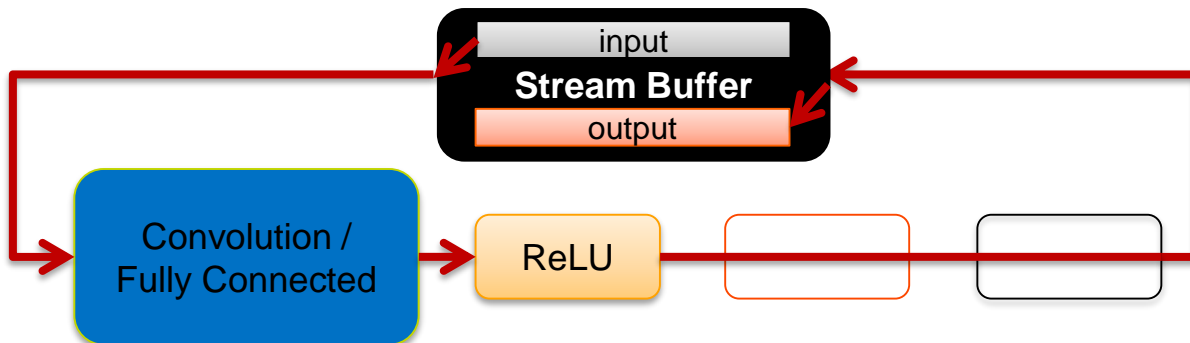 input
Stream Buffer
output
Convolution /
Fully Connected
ReLU